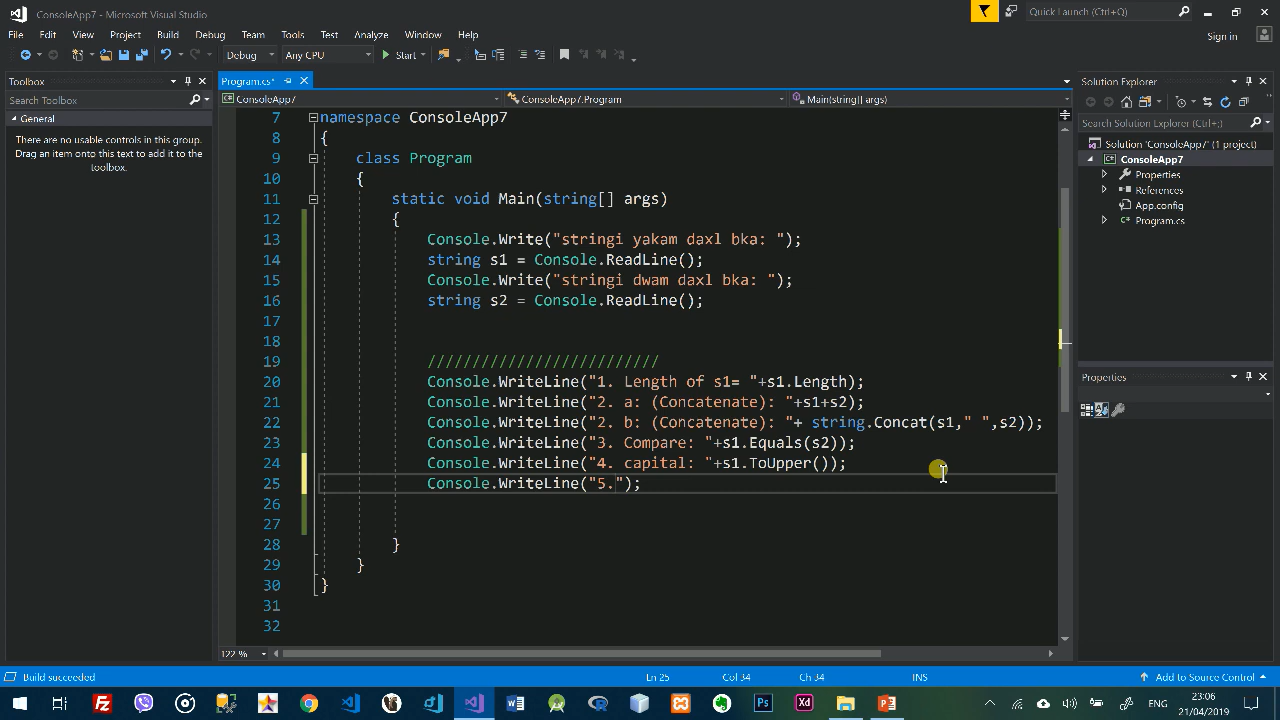 ConsoleApp7 - Microsoft Visual Studio
Quick Launch (Ctrl+Q)
File Edit View Project Build Debug Team Tools Test Analyze Window Help
Sign in
Debug Any CPU Start
Toolbox
Search Toolbox
General
There are no usable controls in this group.
Drag an item onto this text to add it to the
toolbox.
Program.cs*
ConsoleApp7 ConsoleApp7.Program Main(string[] args)
7 namespace ConsoleApp7
8 {
9 class Program
10 {
11 static void Main(string[] args)
12 {
13 Console.Write("stringi yakam daxl bka: ");
14 string s1 = Console.ReadLine();
15 Console.Write("stringi dwam daxl bka: ");
16 string s2 = Console.ReadLine();
17
18
19 //////////////////////////
20 Console.WriteLine("1. Length of s1= "+s1.Length);
21 Console.WriteLine("2. a: (Concatenate): "+s1+s2);
22 Console.WriteLine("2. b: (Concatenate): "+ string.Concat(s1," ",s2));
23 Console.WriteLine("3. Compare: "+s1.Equals(s2));
24 Console.WriteLine("4. capital: "+s1.ToUpper());
25 Console.WriteLine("5.");
26
27
28 }
29 }
30 }
31
32
122 %
Solution Explorer
Search Solution Explorer (Ctrl+;)
Solution 'ConsoleApp7' (1 project)
ConsoleApp7
Properties
References
App.config
Program.cs
Properties
Build succeeded Ln 25 Col 34 Ch 34 INS Add to Source Control
ENG
23:06
21/04/2019